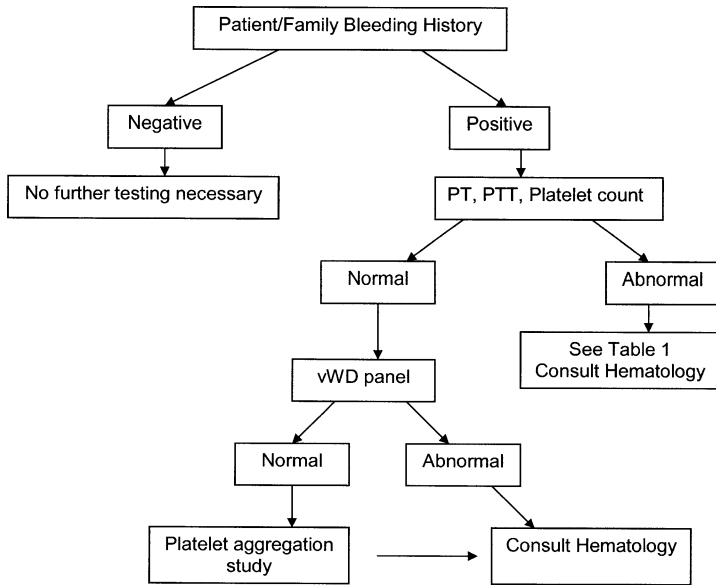 Patient/Family Bleeding History
Negative
Positive
No further testing necessary
PT, PTT, Platelet count
Normal
Abnormal
See Table 1
Consult Hematology
vWD panel
Normal
Abnormal
Platelet aggregation
study
Consult Hematology